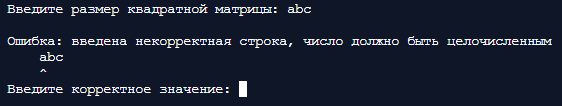 Введите размер квадратной матрицы: abc
Ошибка: введена некорректная строка, число должно быть целочисленным
abc
^
Введите корректное значение: